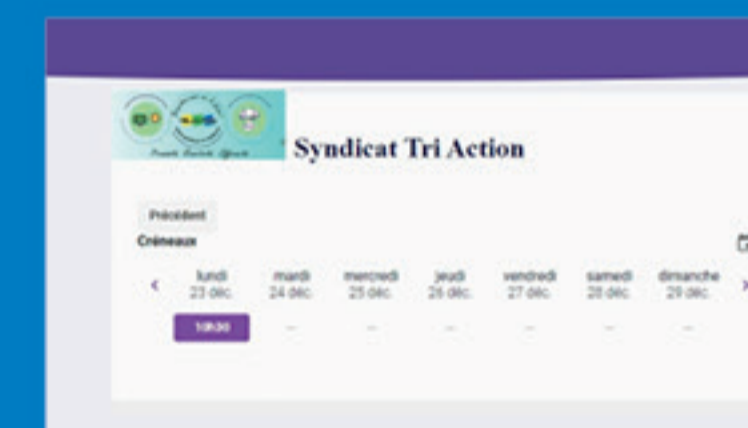 Syndicat Tri Action
Précédent
Créneaux
lundi mardi mercredi jeudi vendredi samedi dimanche
23 déc. 24 déc. 25 déc. 26 déc. 27 déc. 28 déc. 29 déc.
10h30